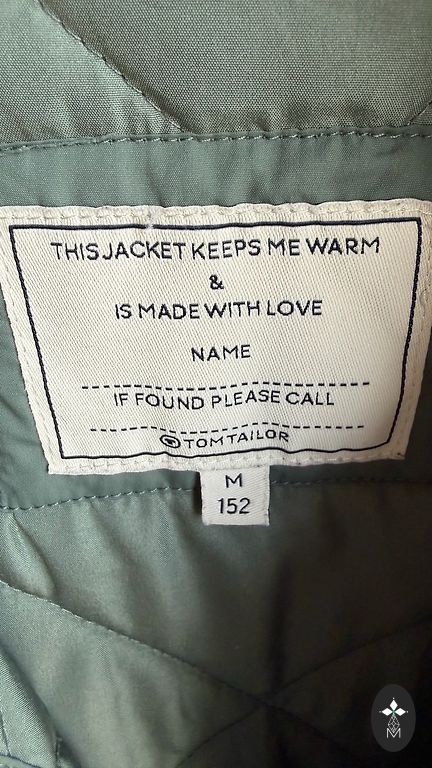 THIS JACKET KEEPS ME WARM
&
IS MADE WITH LOVE
NAME
IF FOUND PLEASE CALL
TOM TAILOR
M
152
M